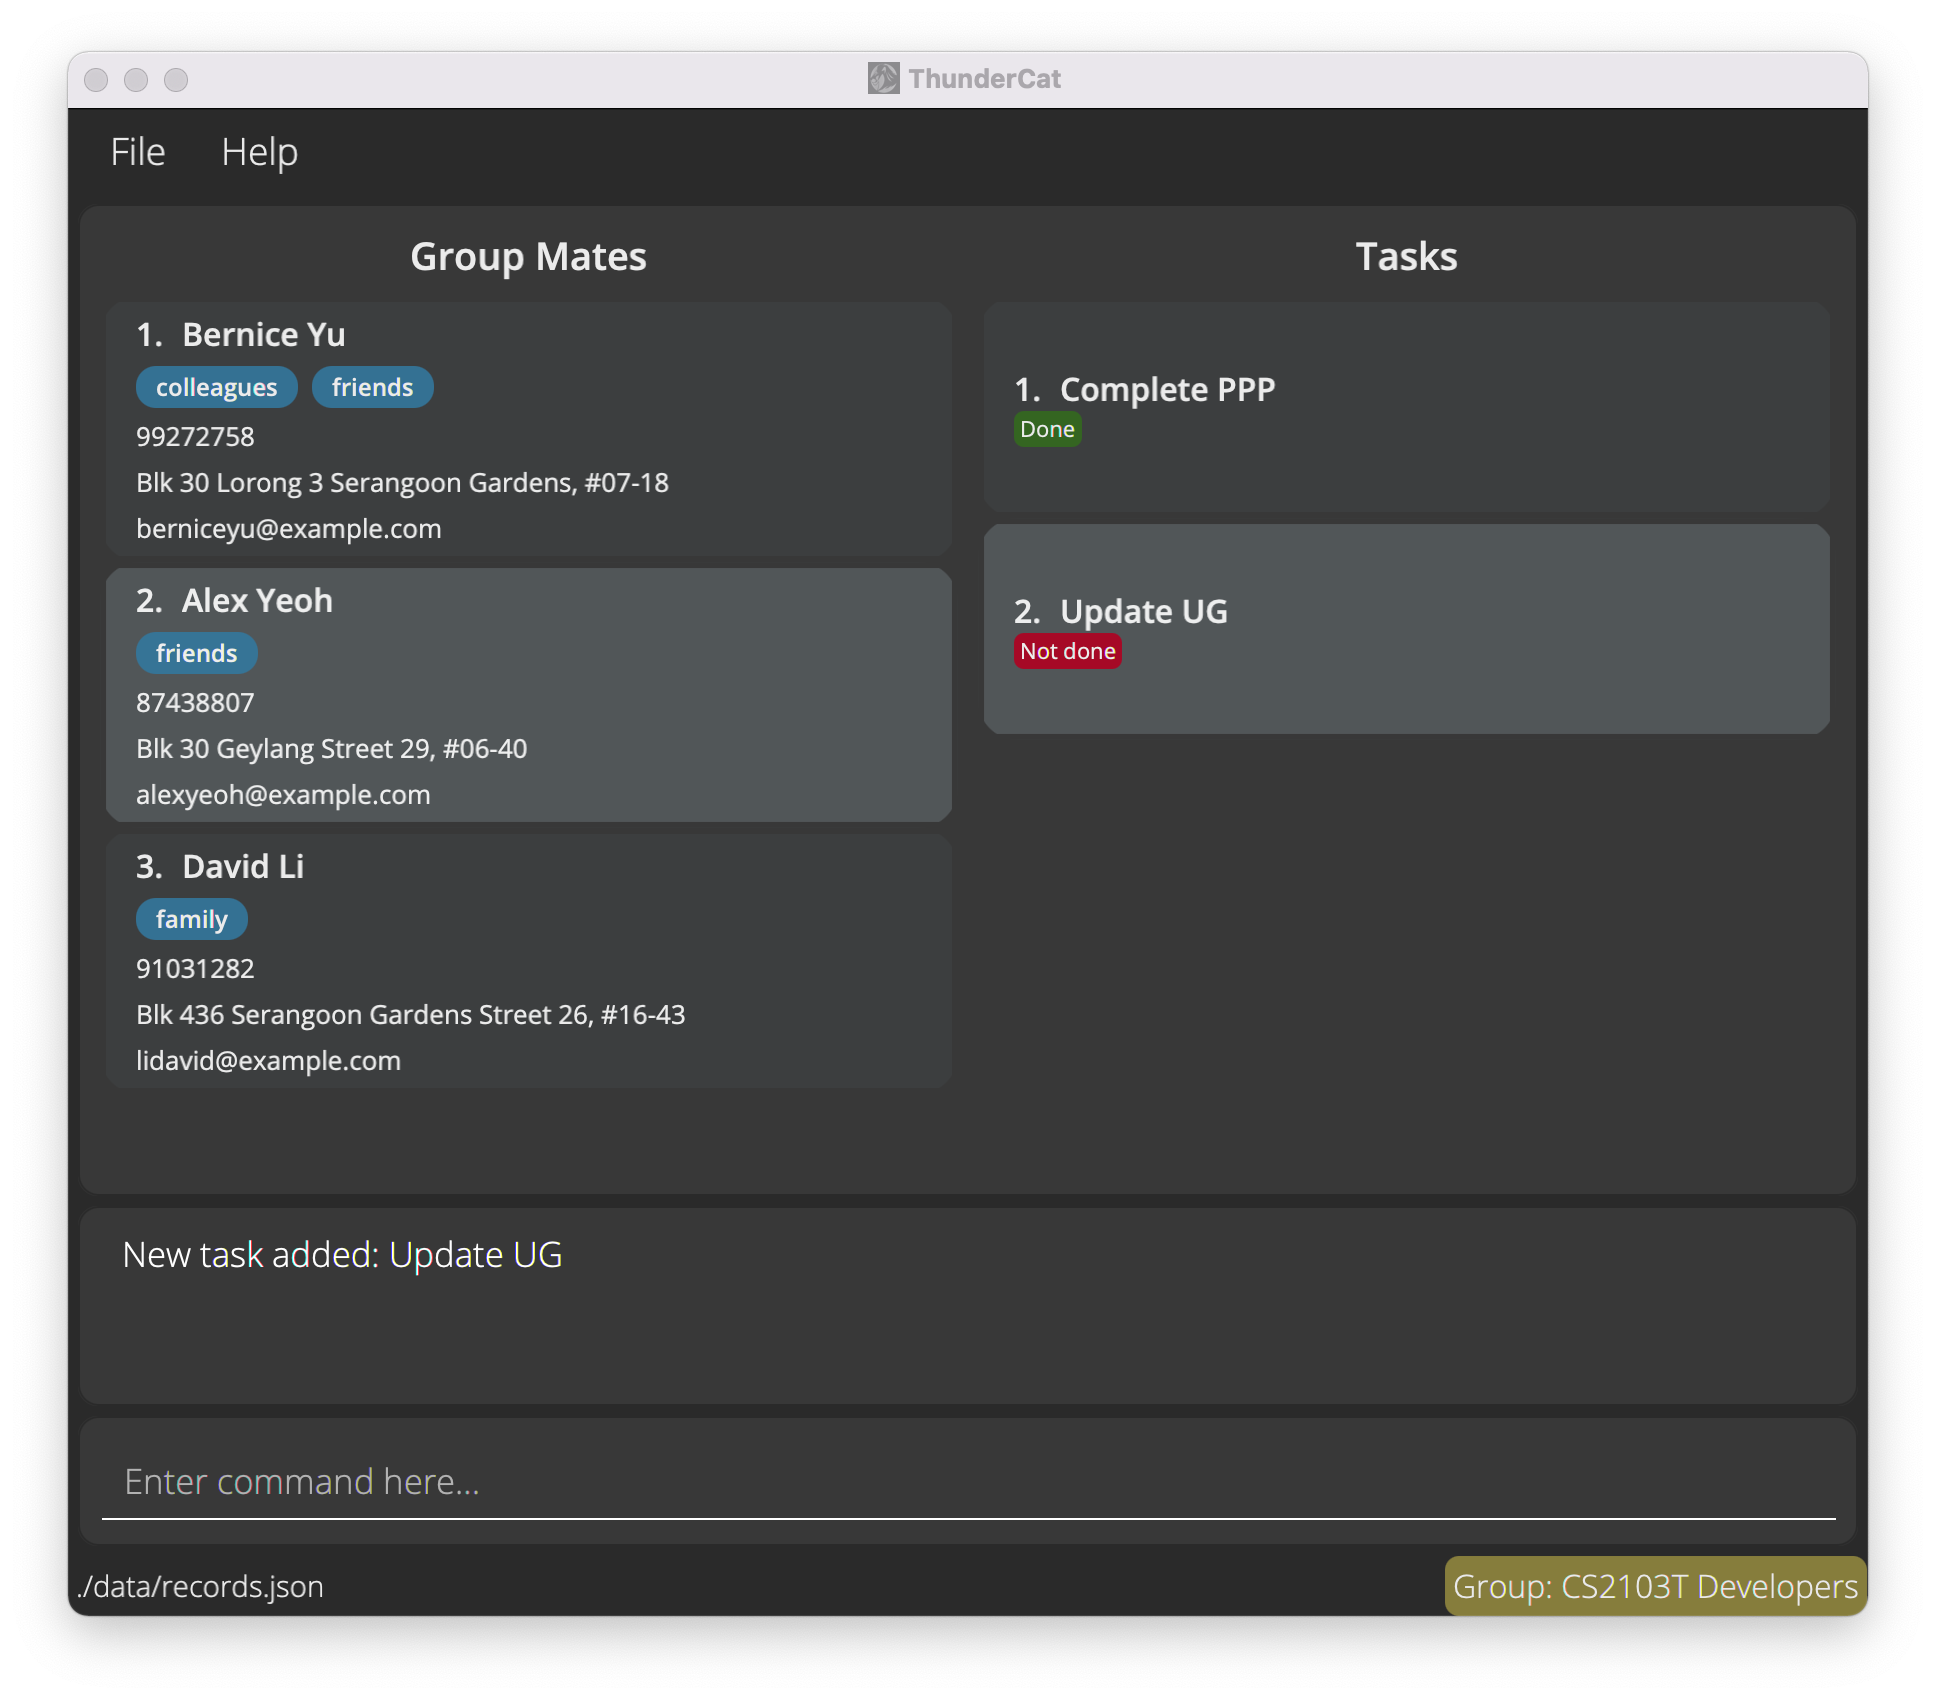 ThunderCat
File Help
Group Mates
1. Bernice Yu
colleagues friends
99272758
Blk 30 Lorong 3 Serangoon Gardens, #07-18
berniceyu@example.com
2. Alex Yeoh
friends
87438807
Blk 30 Geylang Street 29, #06-40
alexyeoh@example.com
3. David Li
family
91031282
Blk 436 Serangoon Gardens Street 26, #16-43
lidavid@example.com
Tasks
1. Complete PPP
Done
2. Update UG
Not done
New task added: Update UG
Enter command here...
./data/records.json
Group: CS2103T Developers